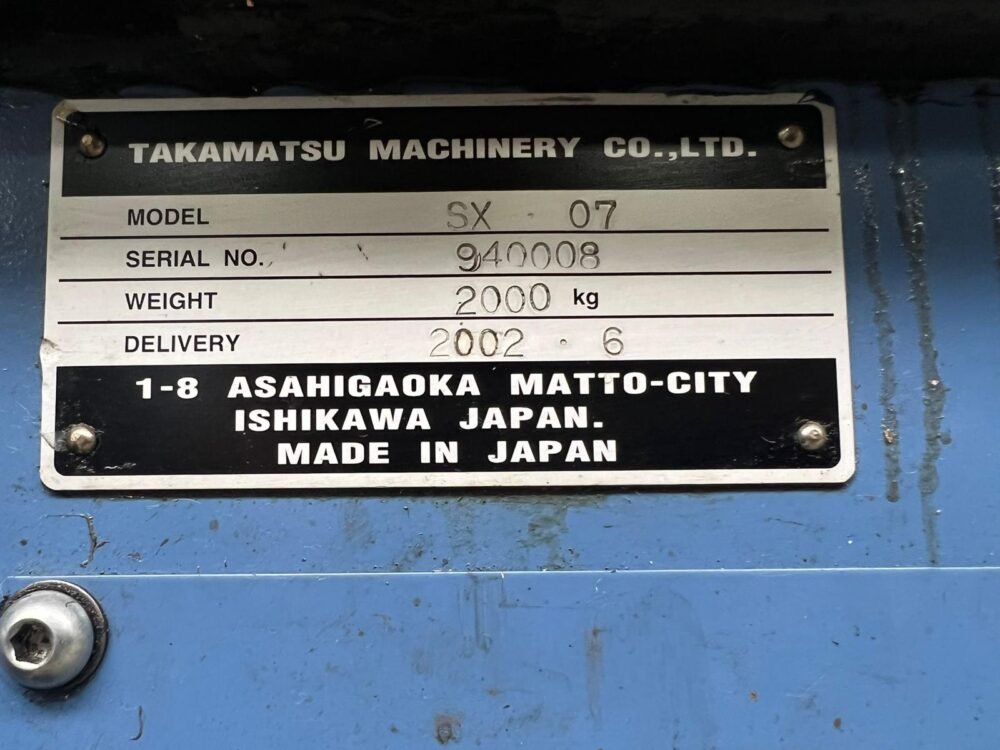 TAKAMATSU MACHINERY CO.,LTD.
MODEL SX · 07
SERIAL NO. 940008
WEIGHT 2000 kg
DELIVERY 2002 · 6
1-8 ASAHIGAOKA MATTO-CITY
ISHIKAWA JAPAN.
MADE IN JAPAN